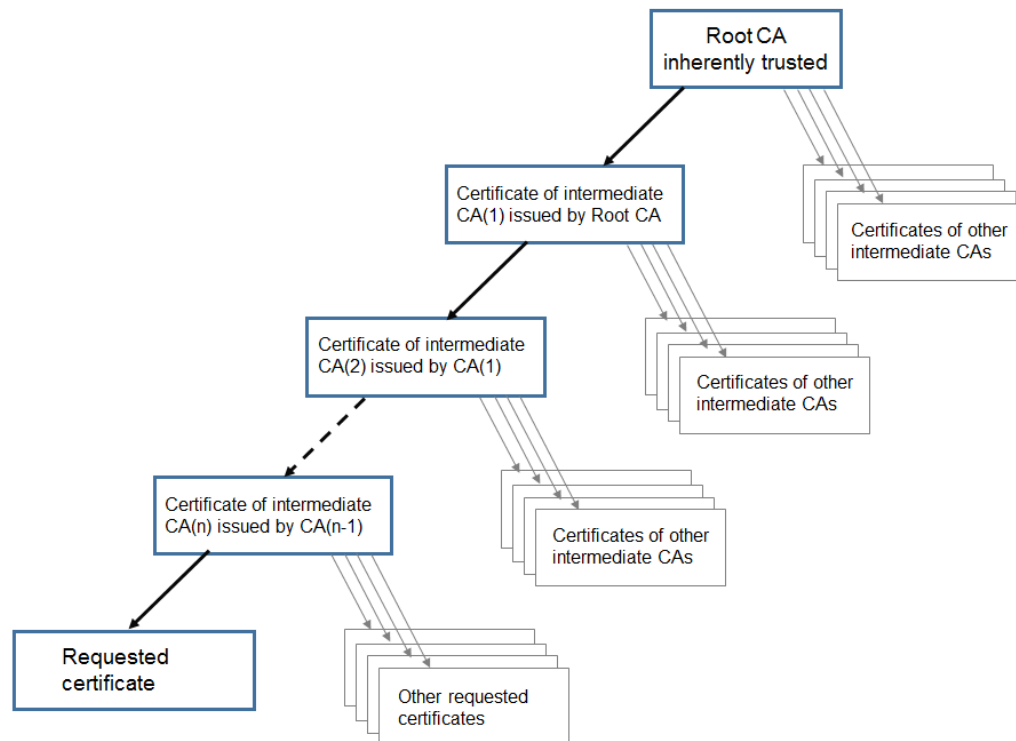 Root CA
inherently trusted
Certificate of intermediate
CA(1) issued by Root CA
Certificates of other
intermediate CAs
Certificate of intermediate
CA(2) issued by CA(1)
Certificates of other
intermediate CAs
Certificate of intermediate
CA(n) issued by CA(n-1)
Certificates of other
intermediate CAs
Requested
certificate
Other requested
certificates